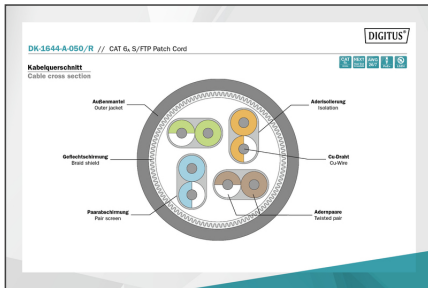 DIGITUS®
DK-1644-A-050/R // CAT 6A S/FTP Patch Cord
Kabelquerschnitt
Cable cross section
Außenmantel
Outer jacket
Aderisolierung
Isolation
Geflechtschirmung
Braid shield
Cu-Draht
Cu-Wire
Paarabschirmung
Pair screen
Adernpaare
Twisted pair